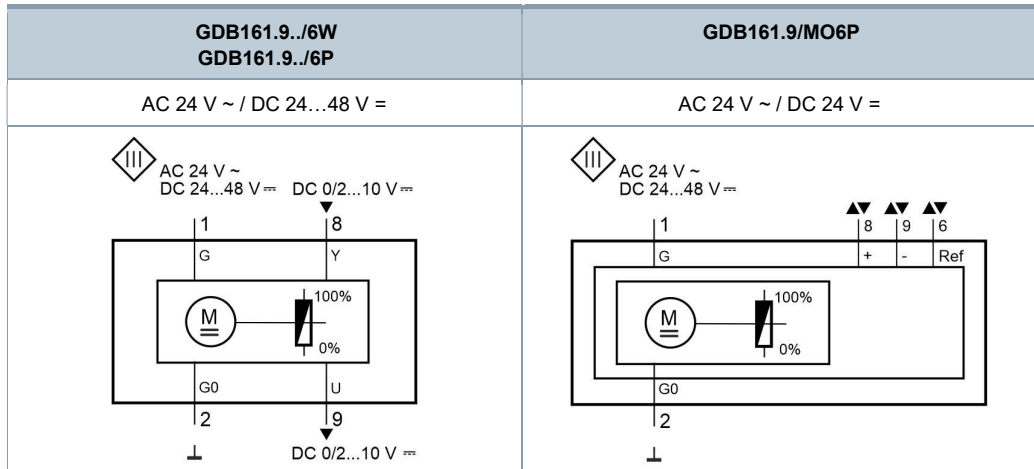 GDB161.9../6W
GDB161.9../6P
GDB161.9/MO6P
AC 24 V ~ / DC 24...48 V =
AC 24 V ~ / DC 24 V =
III
AC 24 V ~
DC 24...48 V ⎓
DC 0/2...10 V ⎓
1
8
G
Y
M
100%
0%
G0
U
2
9
DC 0/2...10 V ⎓
III
AC 24 V ~
DC 24...48 V ⎓
1
8
9
6
G
+
-
Ref
M
100%
0%
G0
2